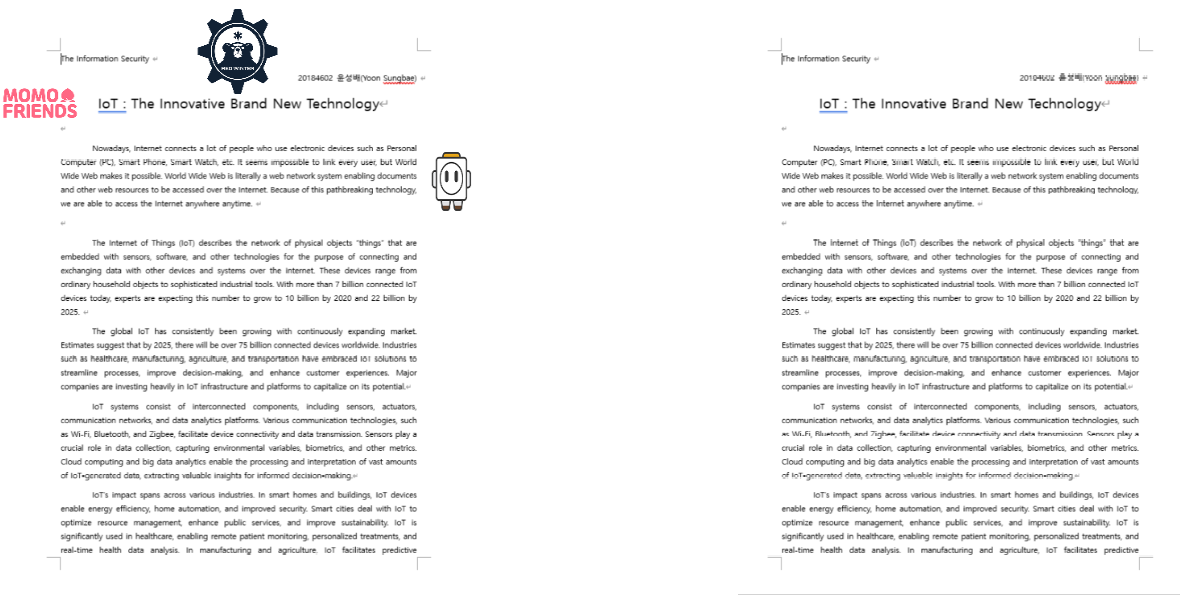 The Information Security
MBO PAINTER
20184602 윤성배(Yoon Sungbae)
MOMO
FRIENDS
IoT : The Innovative Brand New Technology
Nowadays, Internet connects a lot of people who use electronic devices such as Personal
Computer (PC), Smart Phone, Smart Watch, etc. It seems impossible to link every user, but World
Wide Web makes it possible. World Wide Web is literally a web network system enabling documents
and other web resources to be accessed over the Internet. Because of this pathbreaking technology,
we are able to access the Internet anywhere anytime.
The Internet of Things (IoT) describes the network of physical objects "things" that are
embedded with sensors, software, and other technologies for the purpose of connecting and
exchanging data with other devices and systems over the internet. These devices range from
ordinary household objects to sophisticated industrial tools. With more than 7 billion connected IoT
devices today, experts are expecting this number to grow to 10 billion by 2020 and 22 billion by
2025.
The global IoT has consistently been growing with continuously expanding market.
Estimates suggest that by 2025, there will be over 75 billion connected devices worldwide. Industries
such as healthcare, manufacturing, agriculture, and transportation have embraced IoT solutions to
streamline processes, improve decision-making, and enhance customer experiences. Major
companies are investing heavily in IoT infrastructure and platforms to capitalize on its potential.
IoT systems consist of interconnected components, including sensors, actuators,
communication networks, and data analytics platforms. Various communication technologies, such
as Wi-Fi, Bluetooth, and Zigbee, facilitate device connectivity and data transmission. Sensors play a
crucial role in data collection, capturing environmental variables, biometrics, and other metrics.
Cloud computing and big data analytics enable the processing and interpretation of vast amounts
of IoT-generated data, extracting valuable insights for informed decision-making.
IoT's impact spans across various industries. In smart homes and buildings, IoT devices
enable energy efficiency, home automation, and improved security. Smart cities deal with IoT to
optimize resource management, enhance public services, and improve sustainability. IoT is
significantly used in healthcare, enabling remote patient monitoring, personalized treatments, and
real-time health data analysis. In manufacturing and agriculture, IoT facilitates predictive
The Information Security
20184602 윤성배(Yoon Sungbae)
IoT : The Innovative Brand New Technology
Nowadays, Internet connects a lot of people who use electronic devices such as Personal
Computer (PC), Smart Phone, Smart Watch, etc. It seems impossible to link every user, but World
Wide Web makes it possible. World Wide Web is literally a web network system enabling documents
and other web resources to be accessed over the Internet. Because of this pathbreaking technology,
we are able to access the Internet anywhere anytime.
The Internet of Things (IoT) describes the network of physical objects "things" that are
embedded with sensors, software, and other technologies for the purpose of connecting and
exchanging data with other devices and systems over the internet. These devices range from
ordinary household objects to sophisticated industrial tools. With more than 7 billion connected IoT
devices today, experts are expecting this number to grow to 10 billion by 2020 and 22 billion by
2025.
The global IoT has consistently been growing with continuously expanding market.
Estimates suggest that by 2025, there will be over 75 billion connected devices worldwide. Industries
such as healthcare, manufacturing, agriculture, and transportation have embraced IoT solutions to
streamline processes, improve decision-making, and enhance customer experiences. Major
companies are investing heavily in IoT infrastructure and platforms to capitalize on its potential.
IoT systems consist of interconnected components, including sensors, actuators,
communication networks, and data analytics platforms. Various communication technologies, such
as Wi-Fi, Bluetooth, and Zigbee, facilitate device connectivity and data transmission. Sensors play a
crucial role in data collection, capturing environmental variables, biometrics, and other metrics.
Cloud computing and big data analytics enable the processing and interpretation of vast amounts
of IoT-generated data, extracting valuable insights for informed decision-making.
IoT's impact spans across various industries. In smart homes and buildings, IoT devices
enable energy efficiency, home automation, and improved security. Smart cities deal with IoT to
optimize resource management, enhance public services, and improve sustainability. IoT is
significantly used in healthcare, enabling remote patient monitoring, personalized treatments, and
real-time health data analysis. In manufacturing and agriculture, IoT facilitates predictive